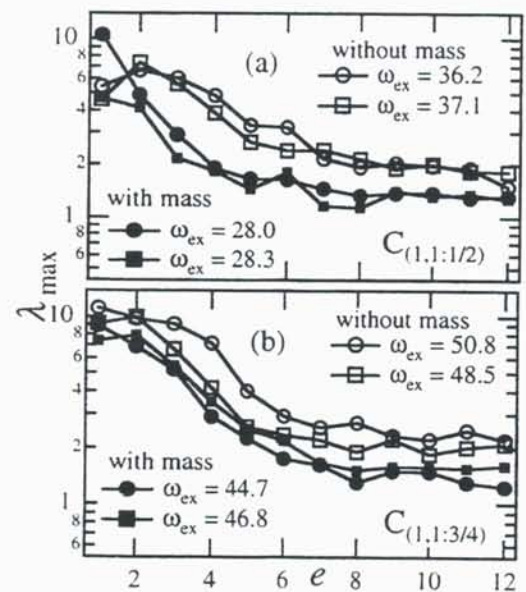 10
8
6
4
2
1
8
6
(a)
without mass
ω_ex = 36.2
ω_ex = 37.1
with mass
ω_ex = 28.0
ω_ex = 28.3
C_(1,1:1/2)
λ_max
10
8
6
4
2
1
8
6
(b)
without mass
ω_ex = 50.8
ω_ex = 48.5
with mass
ω_ex = 44.7
ω_ex = 46.8
C_(1,1:3/4)
2 4 6 e 8 10 12